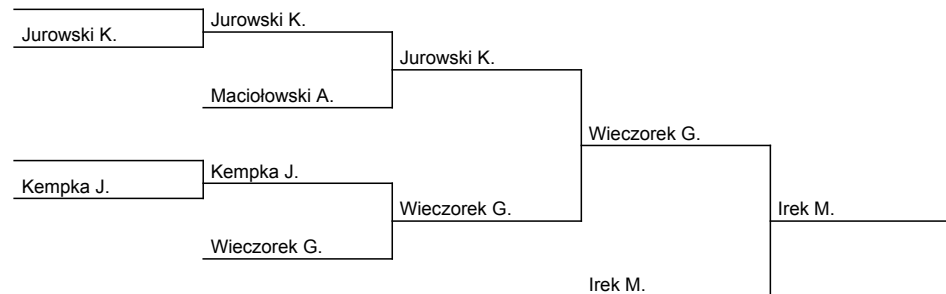 Jurowski K.
Jurowski K.
Jurowski K.
Maciołowski A.
Wieczorek G.
Kempka J.
Kempka J.
Wieczorek G.
Irek M.
Wieczorek G.
Irek M.